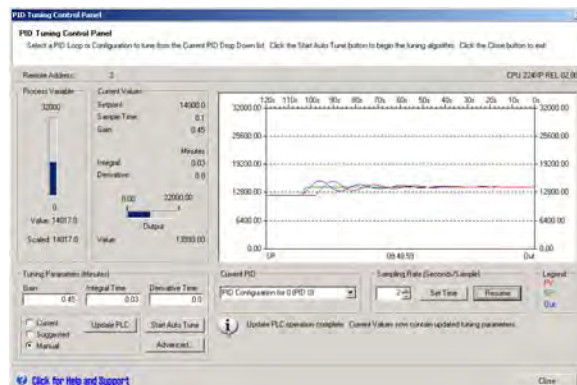 PID Tuning Control Panel
PID Tuning Control Panel
Select a PID Loop or Configuration to tune from the Current PID Drop Down list. Click the Start Auto Tune button to begin the tuning algorithm. Click the Close button to exit.
Remote Address: 2
CPU 224XP REL 02.00
Process Variable
32000
0
Value: 14017.0
Scaled: 14017.0
Current Values
Setpoint: 14000.0
Sample Time: 0.1
Gain: 0.45
Minutes
Integral: 0.03
Derivative: 0.0
0.00 32000.00
Output
Value:
120s 110s 100s 90s 80s 70s 60s 50s 40s 30s 20s 10s 0s
32000.00 32000.00
25600.00 25600.00
19200.00 19200.00
12800.00 12800.00
6400.00 6400.00
0.00 0.00
SP Out
Tuning Parameters (Minutes)
Gain Integral Time Derivative Time
0.45 0.03 0.0
Current
Suggested
Manual
Update PLC
Start Auto Tune
Advanced...
Current PID
PID Configuration for 0 (PID 0)
Sampling Rate (Seconds/Sample)
2
Set Time
Resume
Legend
PV
SP
Out
Update PLC operation complete. Current Values now contain updated tuning parameters.
Click for Help and Support
Close